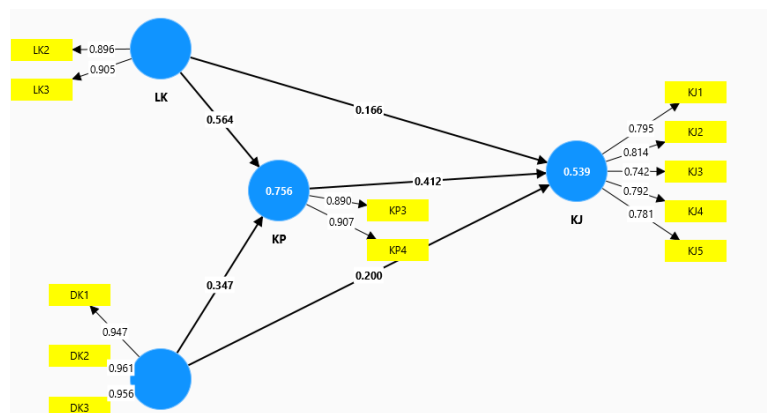 LK2
0.896
0.905
LK3
LK
0.564
0.166
KJ1
0.795
KJ2
0.814
0.756
0.412
0.539
0.742
KJ3
0.890
KP3
0.792
KJ4
0.907
0.781
KP
KJ
KP4
KJ5
0.347
0.200
DK1
0.947
DK2
0.961
0.956
DK3